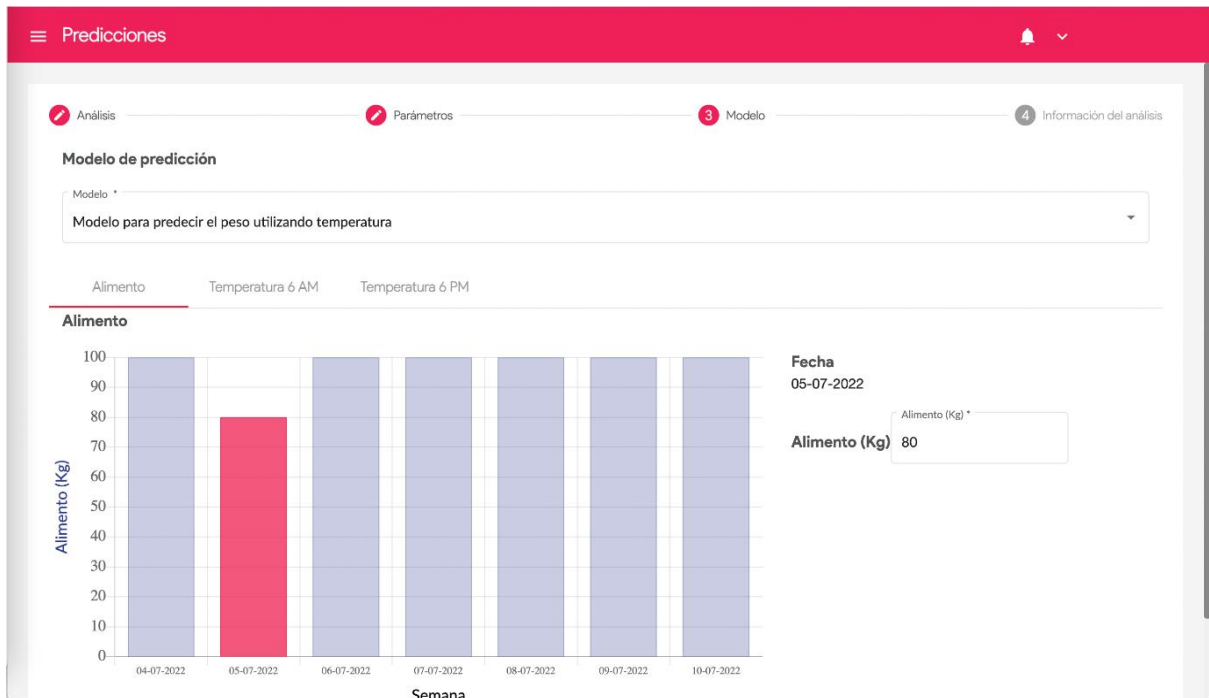 Predicciones
Análisis
Parámetros
3 Modelo
4 Información del análisis
Modelo de predicción
Modelo *
Modelo para predecir el peso utilizando temperatura
Alimento Temperatura 6 AM Temperatura 6 PM
Alimento
Alimento (Kg)
100
90
80
70
60
50
40
30
20
10
0
04-07-2022 05-07-2022 06-07-2022 07-07-2022 08-07-2022 09-07-2022 10-07-2022
Semana
Fecha
05-07-2022
Alimento (Kg) *
Alimento (Kg) 80